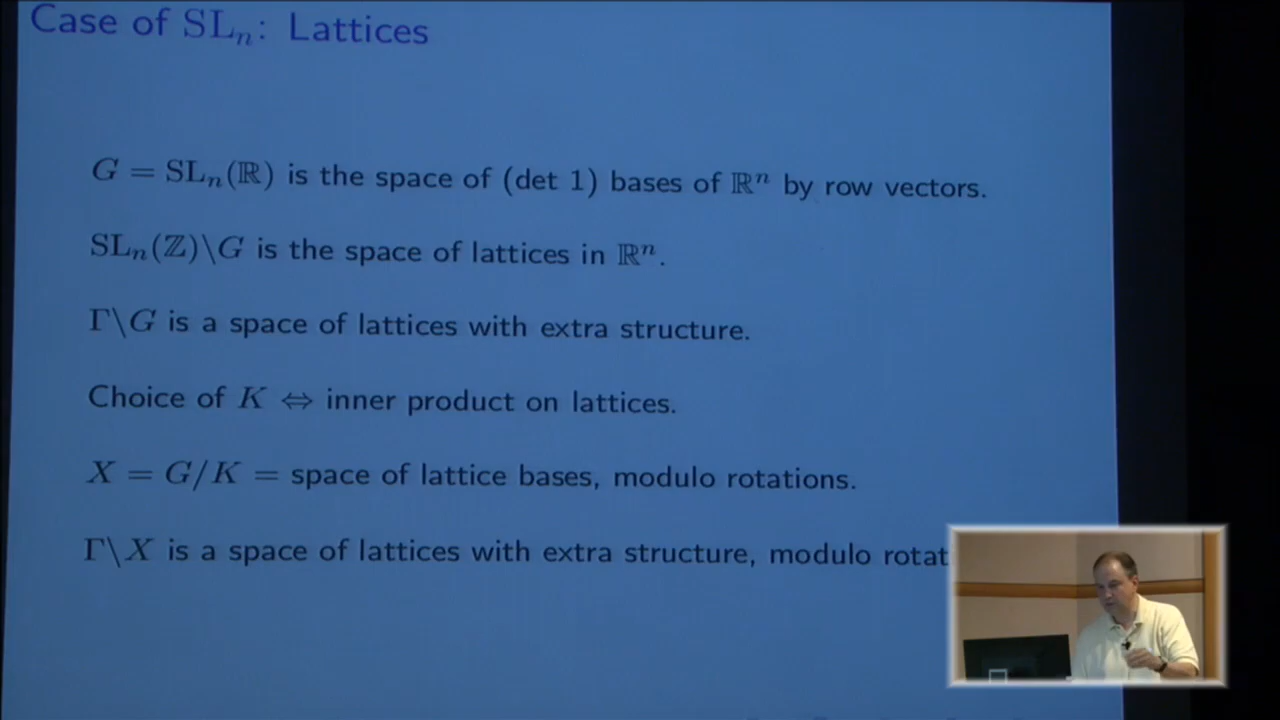 Case of SLₙ: Lattices
G = SLₙ(ℝ) is the space of (det 1) bases of ℝⁿ by row vectors.
SLₙ(ℤ)\G is the space of lattices in ℝⁿ.
Γ\G is a space of lattices with extra structure.
Choice of K ⇔ inner product on lattices.
X = G/K = space of lattice bases, modulo rotations.
Γ\X is a space of lattices with extra structure, modulo rotat